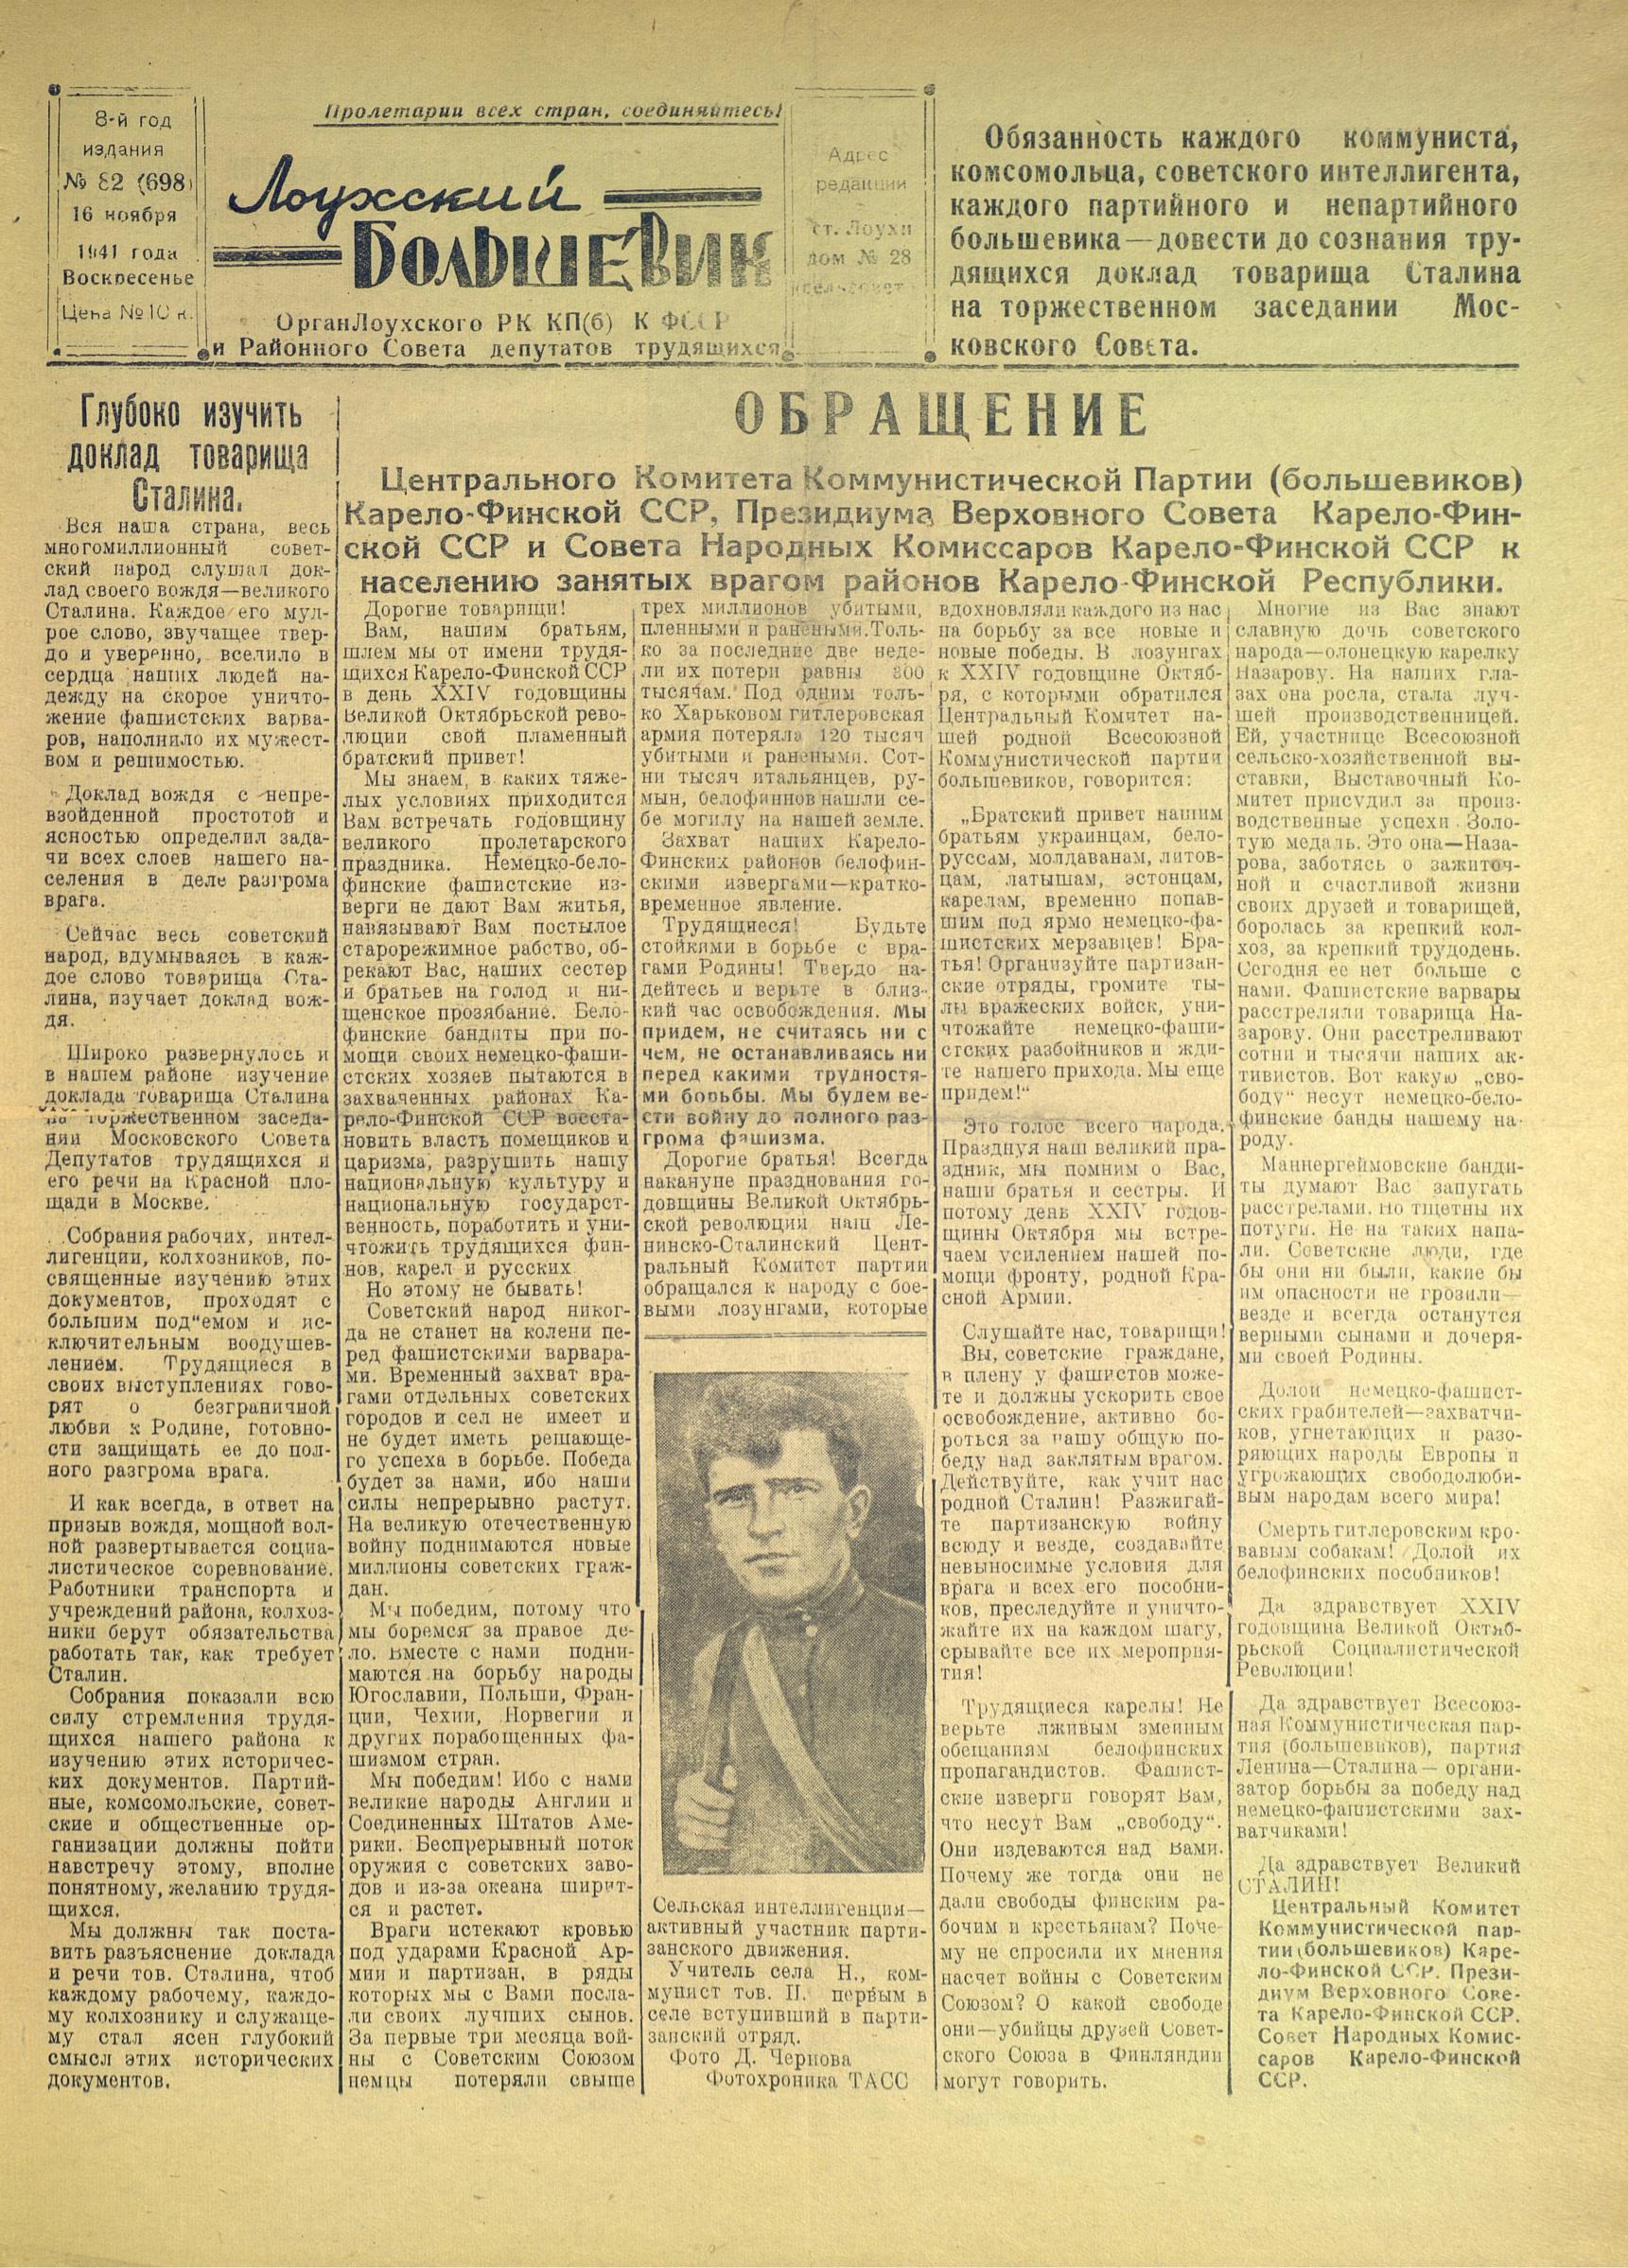 8-й год
издания
№ 82 (698)
16 ноября
1941 года
Воскресенье
Цена № 10 к.
Пролетарии всех стран, соединяйтесь!
Лоухский
Большевик
ОрганЛоухского РК КП(б) К ФССР
и Районного Совета депутатов трудящихся
Адрес
редакции
ст. Лоухи
дом № 28
Обязанность каждого коммуниста,
комсомольца, советского интеллигента,
каждого партийного и непартийного
большевика—довести до сознания тру-
дящихся доклад товарища Сталина
на торжественном заседании Мос-
ковского Совета.
Глубоко изучить
доклад товарища
Сталина.
Вся наша страна, весь
многомиллионный совет-
ский народ слушал док-
лад своего вождя—великого
Сталина. Каждое его муд-
рое слово, звучащее твер-
до и уверенно, вселило в
сердца наших людей на-
дежду на скорое уничто-
жение фашистских варва-
ров, наполнило их мужест-
вом и решимостью.
Доклад вождя с непре-
взойденной простотой и
ясностью определил зада-
чи всех слоев нашего на-
селения в деле разгрома
врага.
Сейчас весь советский
народ, вдумываясь в каж-
дое слово товарища Ста-
лина, изучает доклад вож-
дя.
Широко развернулось и
в нашем районе изучение
доклада товарища Сталина
на торжественном заседа-
нии Московского Совета
Депутатов трудящихся и
его речи на Красной пло-
щади в Москве.
Собрания рабочих, интел-
лигенции, колхозников, по-
священные изучению этих
документов, проходят с
большим под"емом и ис-
ключительным воодушев-
лением. Трудящиеся в
своих выступлениях гово-
рят о безграничной
любви к Родине, готовно-
сти защищать ее до пол-
ного разгрома врага.
И как всегда, в ответ на
призыв вождя, мощной вол-
ной развертывается социа-
листическое соревнование.
Работники транспорта и
учреждений района, колхоз-
ники берут обязательства
работать так, как требует
Сталин.
Собрания показали всю
силу стремления трудя-
щихся нашего района к
изучению этих историчес-
ких документов. Партий-
ные, комсомольские, совет-
ские и общественные ор-
ганизации должны пойти
навстречу этому, вполне
понятному, желанию трудя-
щихся.
Мы должны так поста-
вить разъяснение доклада
и речи тов. Сталина, чтоб
каждому рабочему, каждо-
му колхознику и служаще-
му стал ясен глубокий
смысл этих исторических
документов.
ОБРАЩЕНИЕ
Центрального Комитета Коммунистической Партии (большевиков)
Карело-Финской ССР, Президиума Верховного Совета Карело-Фин-
ской ССР и Совета Народных Комиссаров Карело-Финской ССР к
населению занятых врагом районов Карело-Финской Республики.
Дорогие товарищи!
Вам, нашим братьям,
шлем мы от имени трудя-
щихся Карело-Финской ССР
в день XXIV годовщины
Великой Октябрьской рево-
люции свой пламенный
братский привет!
Мы знаем, в каких тяже-
лых условиях приходится
Вам встречать годовщину
великого пролетарского
праздника. Немецко-бело-
финские фашистские из-
верги не дают Вам житья,
навязывают Вам постылое
старорежимное рабство, об-
рекают Вас, наших сестер
и братьев на голод и ни-
щенское прозябание. Бело-
финские бандиты при по-
мощи своих немецко-фаши-
стских хозяев пытаются в
захваченных районах Ка-
рело-Финской ССР восста-
новить власть помещиков и
царизма, разрушить нашу
национальную культуру и
национальную государст-
венность, поработить и уни-
чтожить трудящихся фин-
нов, карел и русских.
Но этому не бывать!
Советский народ никог-
да не станет на колени пе-
ред фашистскими варвара-
ми. Временный захват вра-
гами отдельных советских
городов и сел не имеет и
не будет иметь решающе-
го успеха в борьбе. Победа
будет за нами, ибо наши
силы непрерывно растут.
На великую отечественную
войну поднимаются новые
миллионы советских граж-
дан.
Мы победим, потому что
мы боремся за правое де-
ло. Вместе с нами подни-
маются на борьбу народы
Югославии, Польши, Фран-
ции, Чехии, Норвегии и
других порабощенных фа-
шизмом стран.
Мы победим! Ибо с нами
великие народы Англии и
Соединенных Штатов Аме-
рики. Беспрерывный поток
оружия с советских заво-
дов и из-за океана ширит-
ся и растет.
Враги истекают кровью
под ударами Красной Ар-
мии и партизан, в ряды
которых мы с Вами посла-
ли своих лучших сынов.
За первые три месяца вой-
ны с Советским Союзом
немцы потеряли свыше
трех миллионов убитыми,
пленными и ранеными.Толь-
ко за последние две неде-
ли их потери равны 300
тысячам. Под одним толь-
ко Харьковом гитлеровская
армия потеряла 120 тысяч
убитыми и ранеными. Сот-
ни тысяч итальянцев, ру-
мын, белофиннов нашли се-
бе могилу на нашей земле.
Захват наших Карело-
Финских районов белофин-
скими извергами—кратко-
временное явление.
Трудящиеся! Будьте
стойкими в борьбе с вра-
гами Родины! Твердо на-
дейтесь и верьте в близ-
кий час освобождения. Мы
придем, не считаясь ни с
чем, не останавливаясь ни
перед какими трудностя-
ми борьбы. Мы будем ве-
сти войну до полного раз-
грома фашизма.
Дорогие братья! Всегда
накануне празднования го-
довщины Великой Октябрь-
ской революции наш Ле-
нинско-Сталинский Цент-
ральный Комитет партии
обращался к народу с бое-
выми лозунгами, которые
Сельская интеллигенция—
активный участник парти-
занского движения.
Учитель села Н., ком-
мунист тов. П. первым в
селе вступивший в парти-
занский отряд.
Фото Д. Чернова
Фотохроника ТАСС
вдохновляли каждого из нас
на борьбу за все новые и
новые победы. В лозунгах
к XXIV годовщине Октяб-
ря, с которыми обратился
Центральный Комитет на-
шей родной Всесоюзной
Коммунистической партии
большевиков, говорится:
„Братский привет нашим
братьям украинцам, бело-
руссам, молдаванам, литов-
цам, латышам, эстонцам,
карелам, временно попав-
шим под ярмо немецко-фа-
шистских мерзавцев! Бра-
тья! Организуйте партизан-
ские отряды, громите ты-
лы вражеских войск, уни-
чтожайте немецко-фаши-
стских разбойников и жди-
те нашего прихода. Мы еще
придем!"
Это голос всего народа.
Празднуя наш великий пра-
здник, мы помним о Вас,
наши братья и сестры. И
потому день XXIV годов-
щины Октября мы встре-
чаем усилением нашей по-
мощи фронту, родной Кра-
сной Армии.
Слушайте нас, товарищи!
Вы, советские граждане,
в плену у фашистов може-
те и должны ускорить свое
освобождение, активно бо-
роться за нашу общую по-
беду над заклятым врагом.
Действуйте, как учит нас
родной Сталин! Разжигай-
те партизанскую войну
всюду и везде, создавайте
невыносимые условия для
врага и всех его пособни-
ков, преследуйте и уничто-
жайте их на каждом шагу,
срывайте все их мероприя-
тия!
Трудящиеся карелы! Не
верьте лживым змеиным
обещаниям белофинских
пропагандистов. Фашист-
ские изверги говорят Вам,
что несут Вам „свободу".
Они издеваются над Вами.
Почему же тогда они не
дали свободы финским ра-
бочим и крестьянам? Поче-
му не спросили их мнения
насчет войны с Советским
Союзом? О какой свободе
они—убийцы друзей Совет-
ского Союза в Финляндии
могут говорить.
Многие из Вас знают
славную дочь советского
народа—олонецкую карелку
Назарову. На наших гла-
зах она росла, стала луч-
шей производственницей.
Ей, участнице Всесоюзной
сельско-хозяйственной вы-
ставки, Выставочный Ко-
митет присудил за произ-
водственные успехи Золо-
тую медаль. Это она—Наза-
рова, заботясь о зажиточ-
ной и счастливой жизни
своих друзей и товарищей,
боролась за крепкий кол-
хоз, за крепкий трудодень.
Сегодня ее нет больше с
нами. Фашистские варвары
расстреляли товарища На-
зарову. Они расстреливают
сотни и тысячи наших ак-
тивистов. Вот какую „сво-
боду" несут немецко-бело-
финские банды нашему на-
роду.
Маннергеймовские банди-
ты думают Вас запугать
расстрелами. Но тщетны их
потуги. Не на таких напа-
ли. Советские люди, где
бы они ни были, какие бы
им опасности не грозили—
везде и всегда останутся
верными сынами и дочеря-
ми своей Родины.
Долой немецко-фашист-
ских грабителей—захватчи-
ков, угнетающих и разо-
ряющих народы Европы и
угрожающих свободолюби-
вым народам всего мира!
Смерть гитлеровским кро-
вавым собакам! Долой их
белофинских пособников!
Да здравствует XXIV
годовщина Великой Октяб-
рьской Социалистической
Революции!
Да здравствует Всесоюз-
ная Коммунистическая пар-
тия (большевиков), партия
Ленина—Сталина— органи-
затор борьбы за победу над
немецко-фашистскими зах-
ватчиками!
Да здравствует Великий
СТАЛИН!
Центральный Комитет
Коммунистической пар-
тии (большевиков) Каре-
ло-Финской ССР. Прези-
диум Верховного Сове-
та Карело-Финской ССР.
Совет Народных Комис-
саров Карело-Финской
ССР.